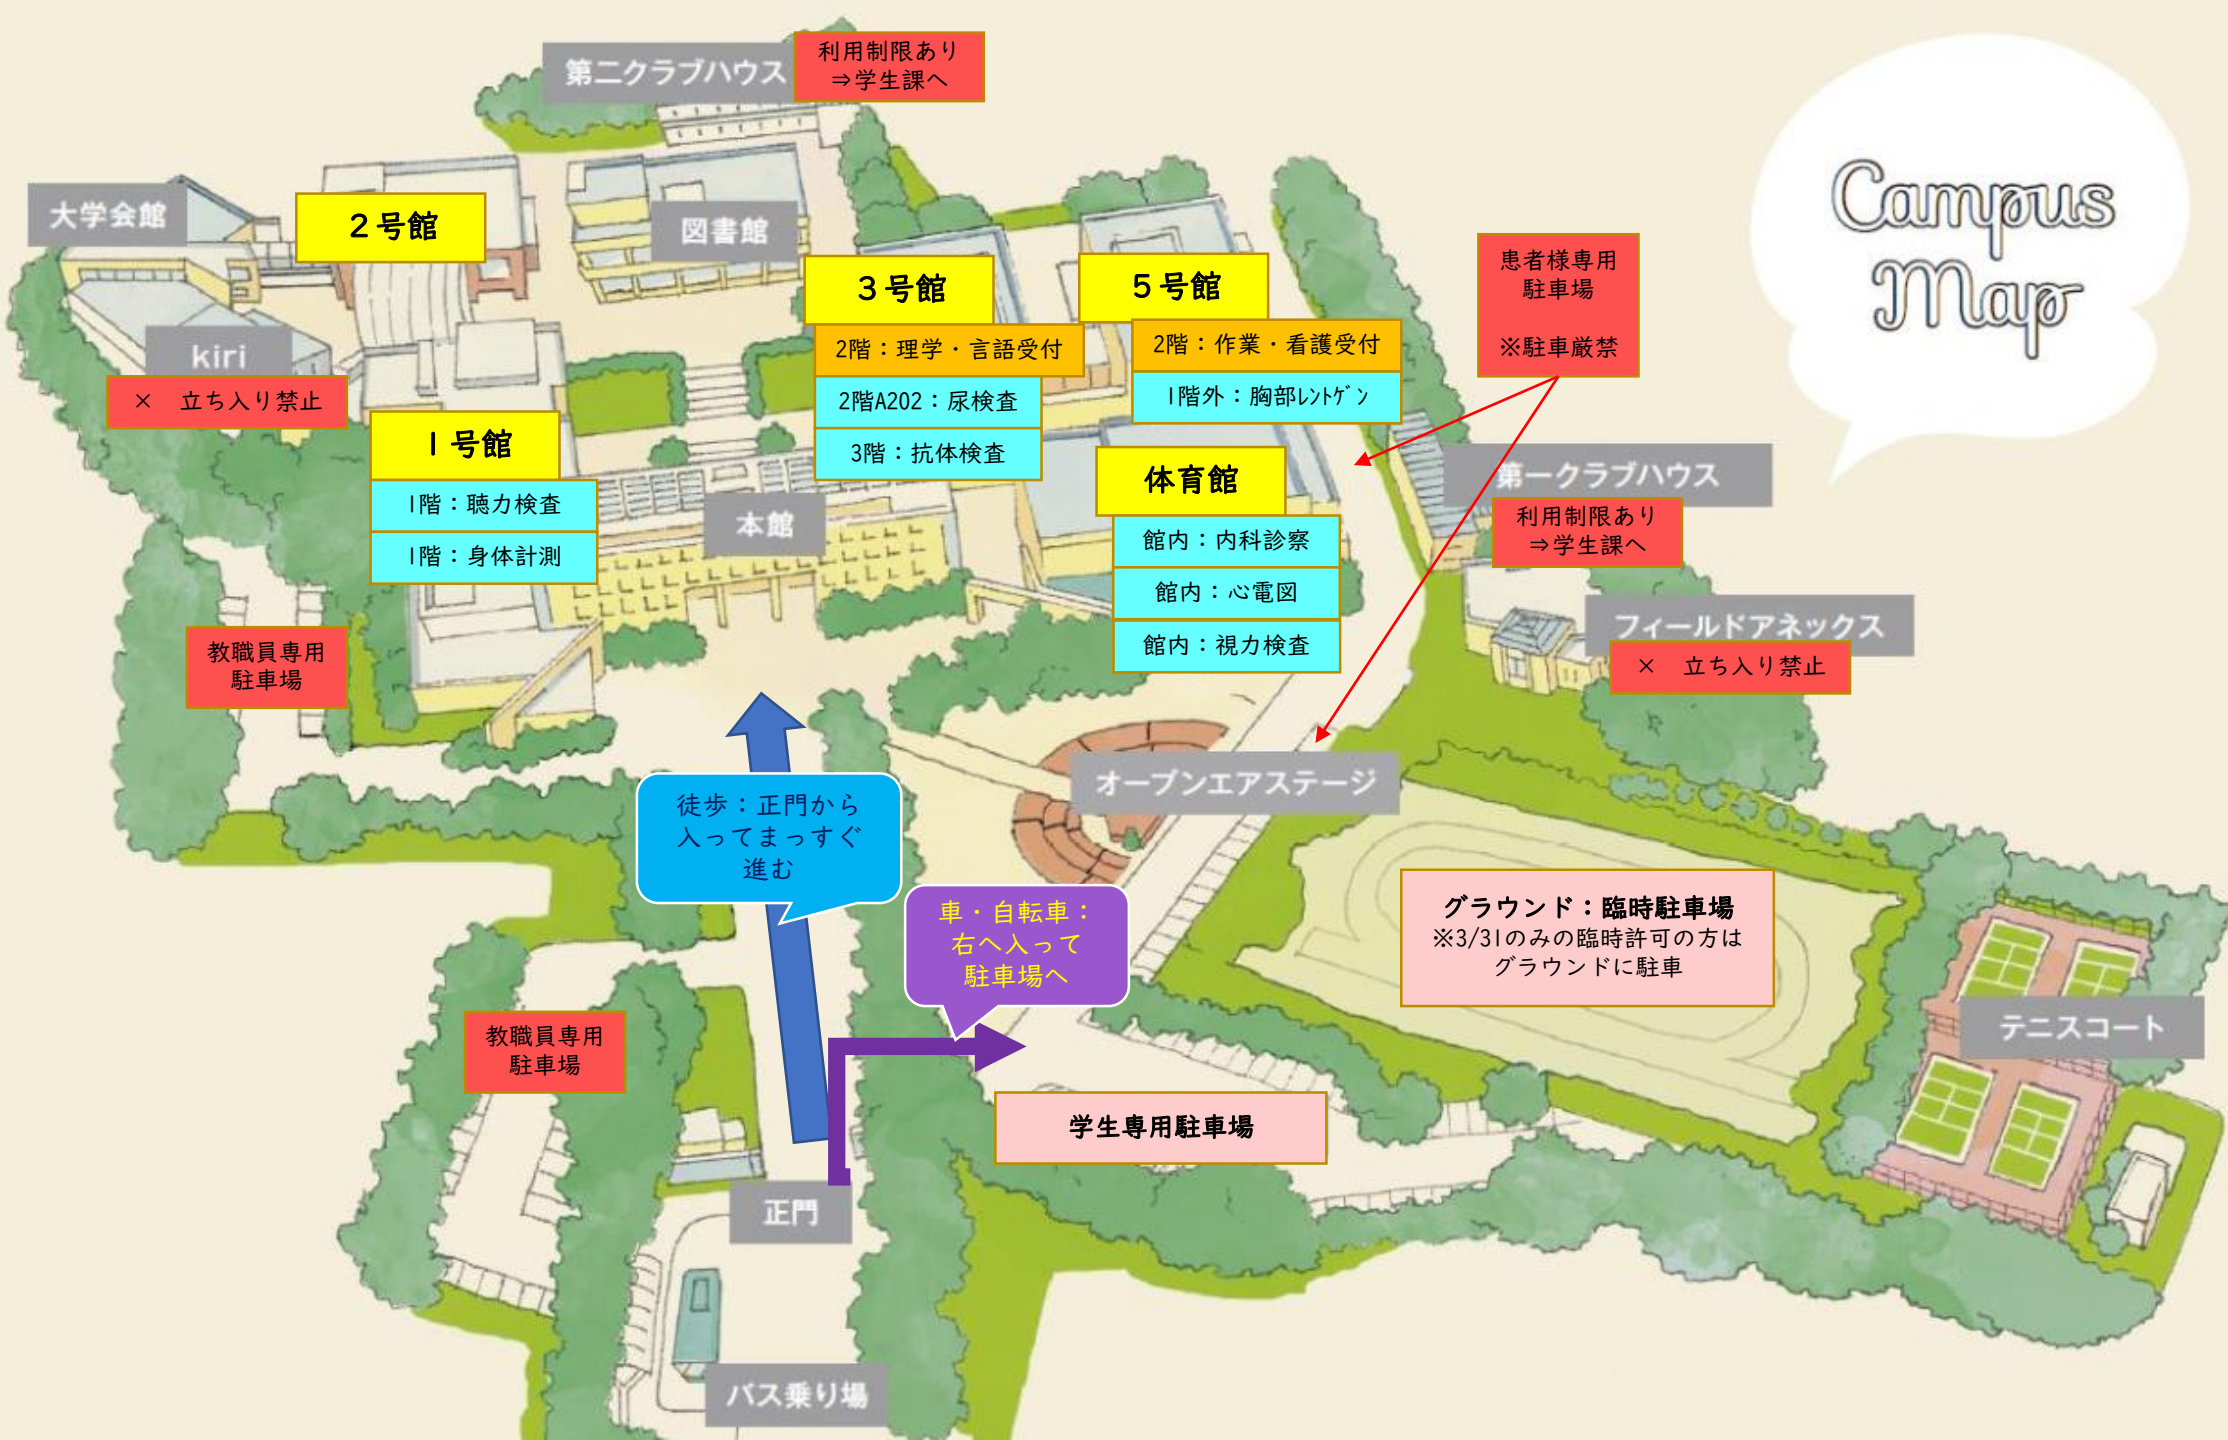 第二クラブハウス
利用制限あり
⇒学生課へ
Campus
Map
大学会館
2号館
図書館
3号館
2階：理学・言語受付
2階A202：尿検査
3階：抗体検査
5号館
2階：作業・看護受付
1階外：胸部ﾚﾝﾄｹﾞﾝ
患者様専用
駐車場
※駐車厳禁
kiri
×　立ち入り禁止
1号館
1階：聴力検査
1階：身体計測
本館
体育館
館内：内科診察
館内：心電図
館内：視力検査
第一クラブハウス
利用制限あり
⇒学生課へ
フィールドアネックス
×　立ち入り禁止
教職員専用
駐車場
オープンエアステージ
徒歩：正門から
入ってまっすぐ
進む
車・自転車：
右へ入って
駐車場へ
グラウンド：臨時駐車場
※3/31のみの臨時許可の方は
グラウンドに駐車
テニスコート
教職員専用
駐車場
学生専用駐車場
正門
バス乗り場